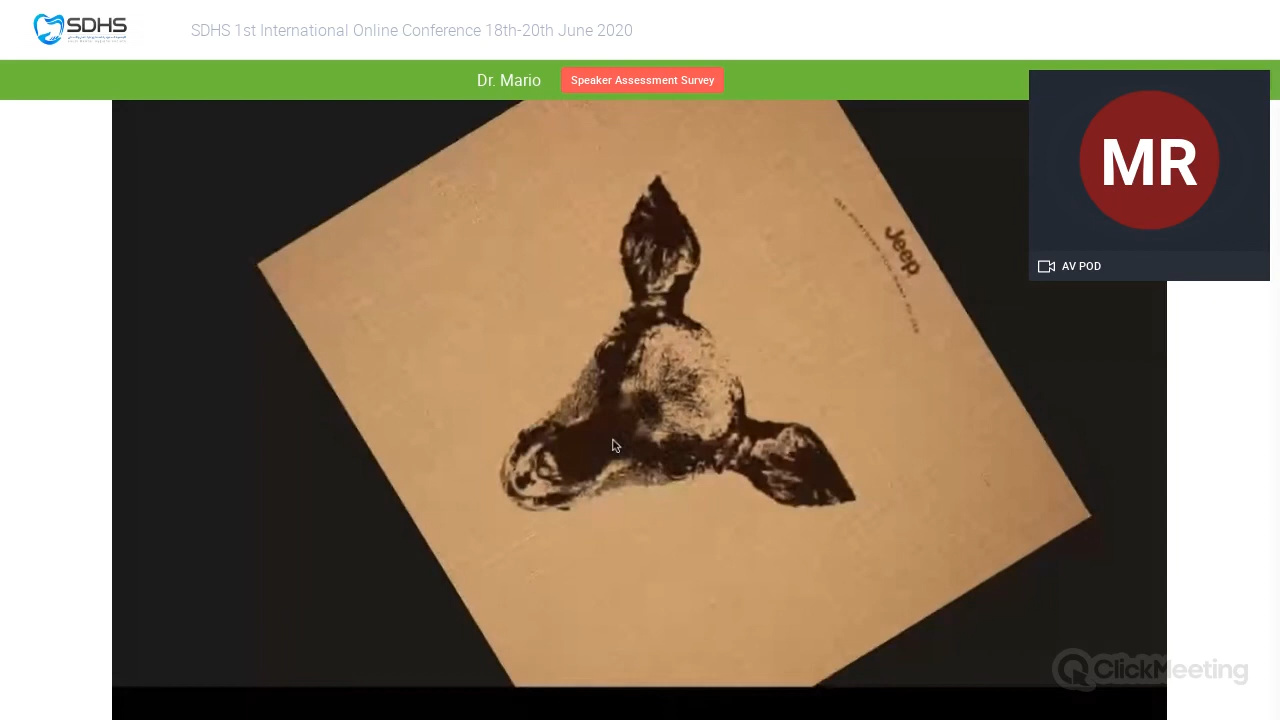 SDHS
SDHS 1st International Online Conference 18th-20th June 2020
Dr. Mario
Speaker Assessment Survey
MR
AV POD
Jeep
ClickMeeting